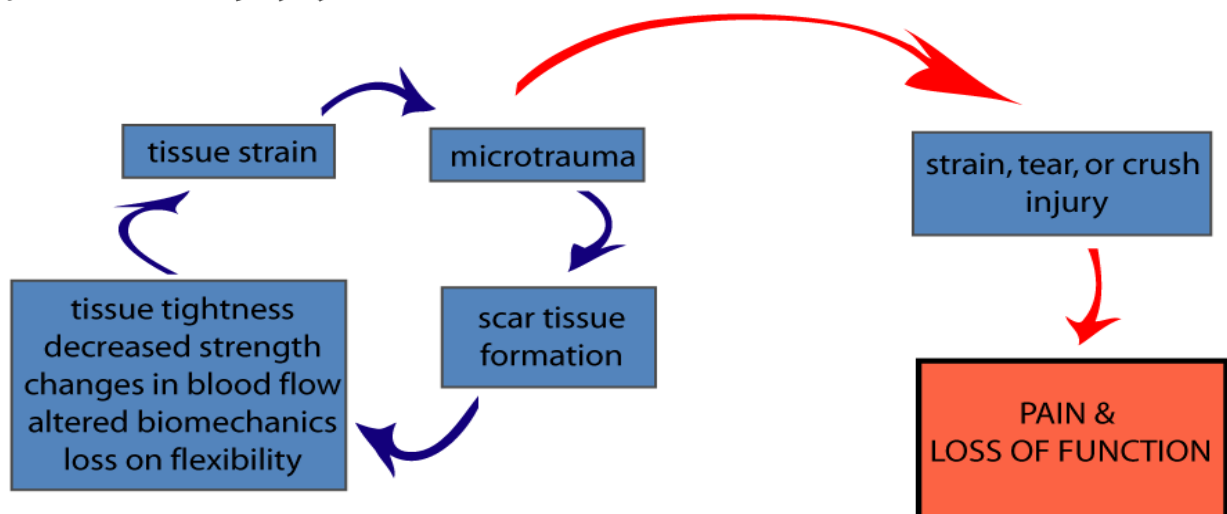 tissue strain
microtrauma
strain, tear, or crush
injury
tissue tightness
decreased strength
changes in blood flow
altered biomechanics
loss on flexibility
scar tissue
formation
PAIN &
LOSS OF FUNCTION